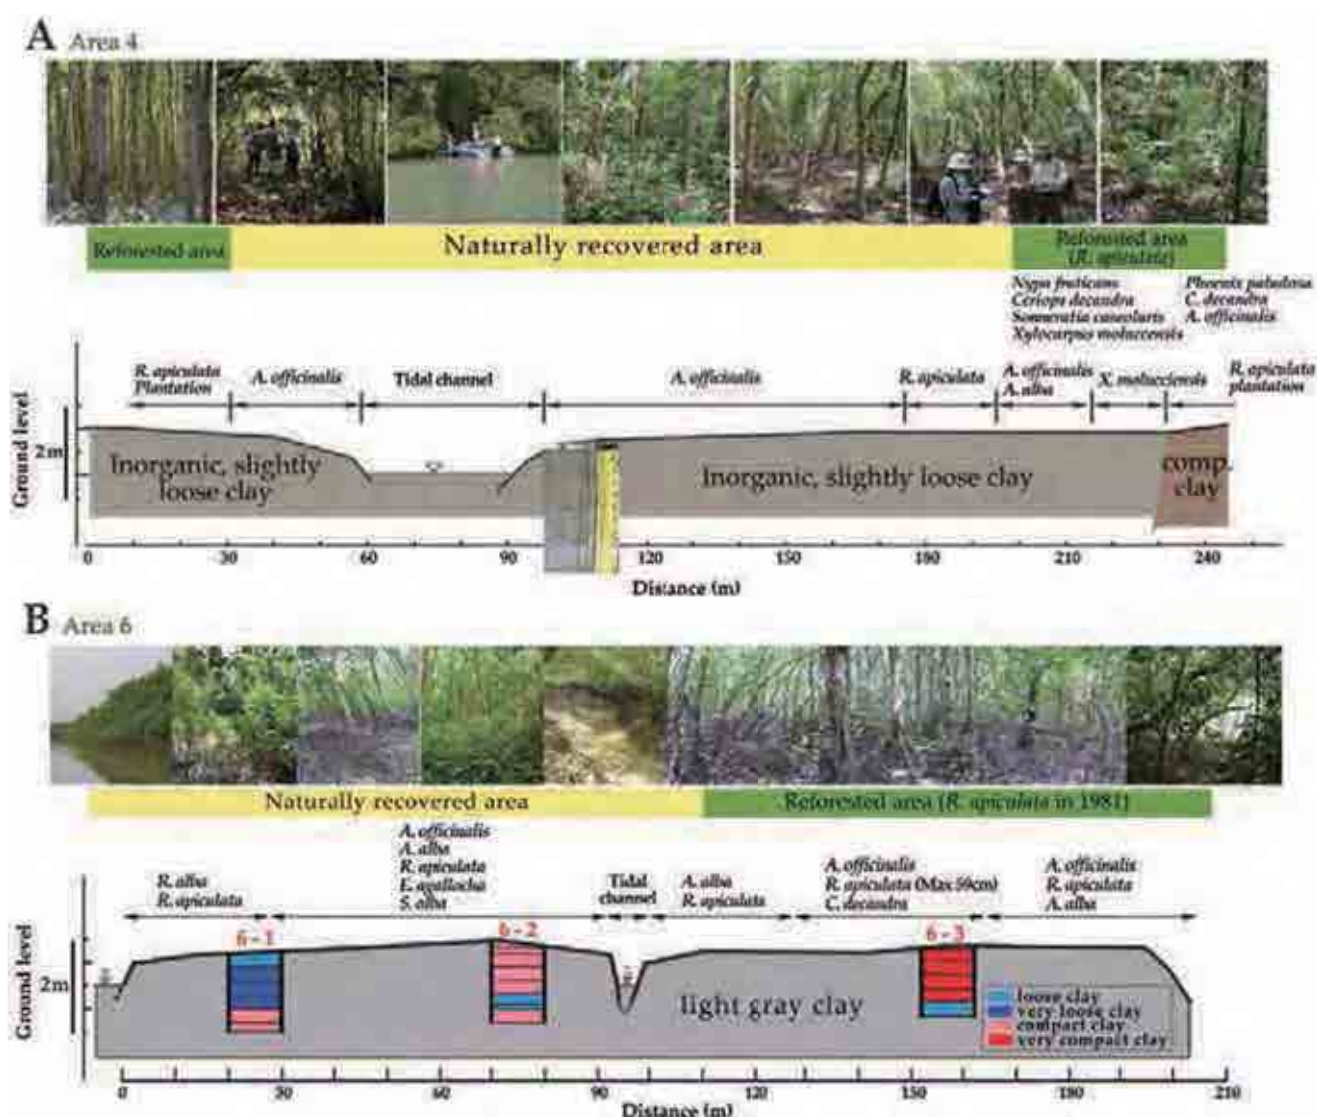 A Area 4
Reforested area
Naturally recovered area
Reforested area
(R. apiculata)
Nypa fruticans
Ceriops decandra
Sonneratia caseolaris
Xylocarpus moluccensis
Phoenix paludosa
C. decandra
A. officinalis
R. apiculata
Plantation
A. officinalis
Tidal channel
A. officinalis
R. apiculata
A. officinalis
A. alba
X. molucciensis
R. apiculata
plantation
Ground level
2m
Inorganic, slightly
loose clay
Inorganic, slightly loose clay
comp.
clay
0 30 60 90 120 150 180 210 240
Distance (m)
B Area 6
Naturally recovered area
Reforested area (R. apiculata in 1981)
R. alba
R. apiculata
A. officinalis
A. alba
R. apiculata
E. agallocha
S. alba
Tidal
channel
A. alba
R. apiculata
A. officinalis
R. apiculata (Max 59cm)
C. decandra
A. officinalis
R. apiculata
A. alba
Ground level
2m
6 - 1
6 - 2
6 - 3
light gray clay
loose clay
very loose clay
compact clay
very compact clay
0 30 60 90 120 150 180 210
Distance (m)